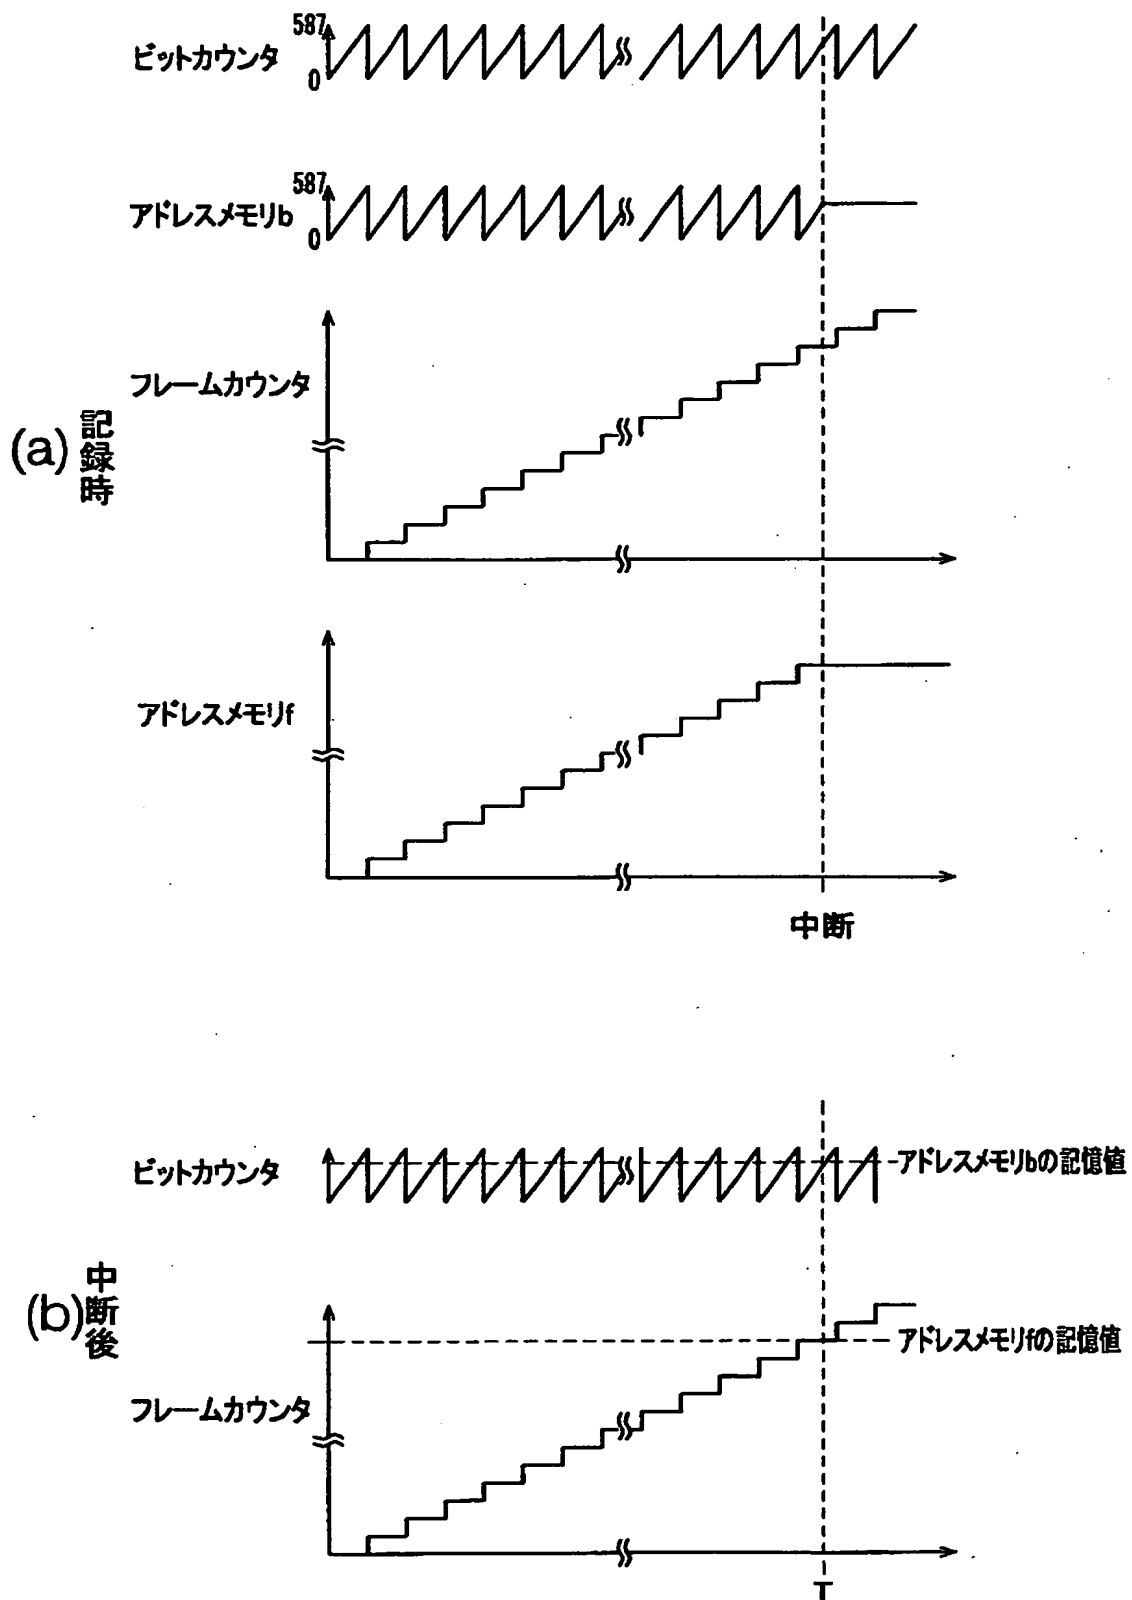 587
ビットカウンタ
0
587
アドレスメモリb
0
フレームカウンタ
(a) 記録時
アドレスメモリf
中断
ビットカウンタ
アドレスメモリbの記憶値
(b) 中断後
アドレスメモリfの記憶値
フレームカウンタ
T